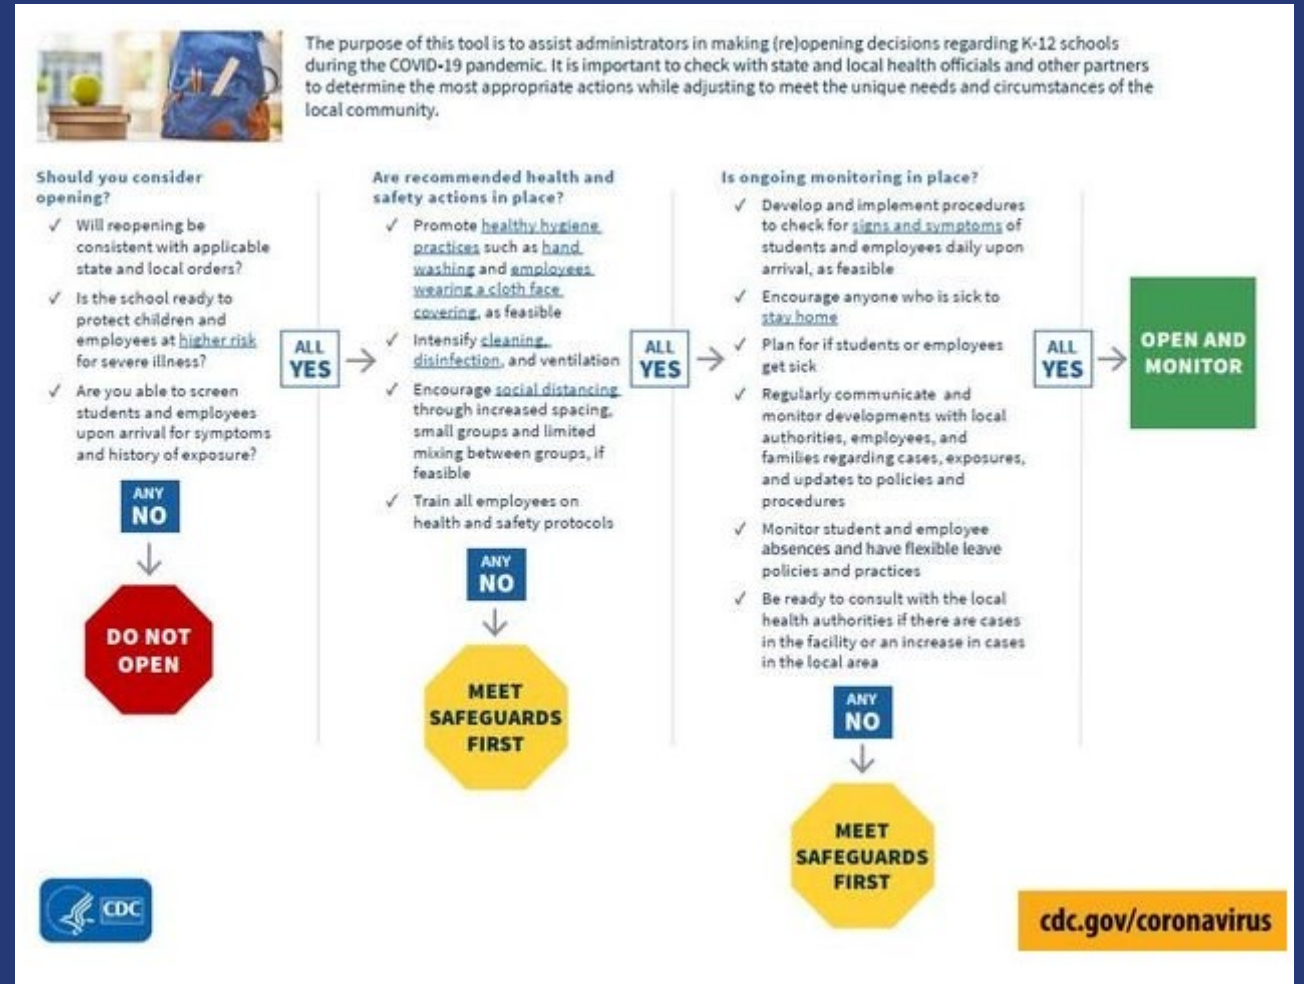 The purpose of this tool is to assist administrators in making (re)opening decisions regarding K-12 schools
during the COVID-19 pandemic. It is important to check with state and local health officials and other partners
to determine the most appropriate actions while adjusting to meet the unique needs and circumstances of the
local community.
Should you consider
opening?
✓ Will reopening be
consistent with applicable
state and local orders?
✓ Is the school ready to
protect children and
employees at higher risk
for severe illness?
✓ Are you able to screen
students and employees
upon arrival for symptoms
and history of exposure?
ANY
NO
DO NOT
OPEN
ALL
YES
Are recommended health and
safety actions in place?
✓ Promote healthy hygiene
practices such as hand
washing and employees
wearing a cloth face
covering, as feasible
✓ Intensify cleaning,
disinfection, and ventilation
✓ Encourage social distancing
through increased spacing,
small groups and limited
mixing between groups, if
feasible
✓ Train all employees on
health and safety protocols
ANY
NO
MEET
SAFEGUARDS
FIRST
ALL
YES
Is ongoing monitoring in place?
✓ Develop and implement procedures
to check for signs and symptoms of
students and employees daily upon
arrival, as feasible
✓ Encourage anyone who is sick to
stay home
✓ Plan for if students or employees
get sick
✓ Regularly communicate and
monitor developments with local
authorities, employees, and
families regarding cases, exposures,
and updates to policies and
procedures
✓ Monitor student and employee
absences and have flexible leave
policies and practices
✓ Be ready to consult with the local
health authorities if there are cases
in the facility or an increase in cases
in the local area
ANY
NO
MEET
SAFEGUARDS
FIRST
ALL
YES
OPEN AND
MONITOR
CDC
cdc.gov/coronavirus